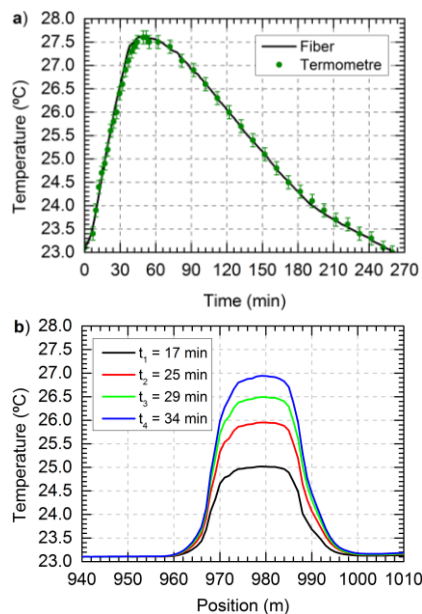 a)
28.0
27.5
27.0
26.5
26.0
25.5
25.0
24.5
24.0
23.5
23.0
Temperature (ºC)
Fiber
Termometre
0 30 60 90 120 150 180 210 240 270
Time (min)
b)
28.0
27.5
27.0
26.5
26.0
25.5
25.0
24.5
24.0
23.5
23.0
Temperature (ºC)
t₁ = 17 min
t₂ = 25 min
t₃ = 29 min
t₄ = 34 min
940 950 960 970 980 990 1000 1010
Position (m)